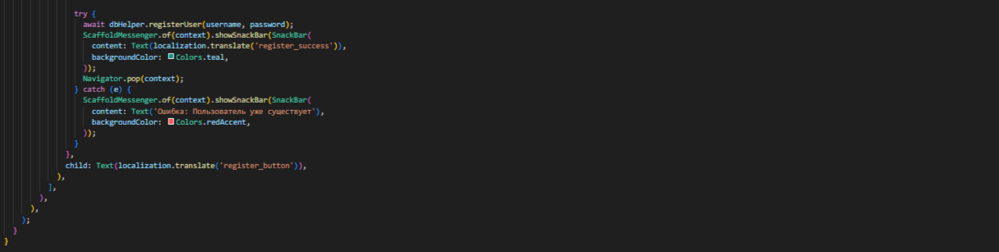 try {
await dbHelper.registerUser(username, password);
ScaffoldMessenger.of(context).showSnackBar(SnackBar(
content: Text(localization.translate('register_success')),
backgroundColor: Colors.teal,
));
Navigator.pop(context);
} catch (e) {
ScaffoldMessenger.of(context).showSnackBar(SnackBar(
content: Text('Ошибка: Пользователь уже существует'),
backgroundColor: Colors.redAccent,
));
}
},
child: Text(localization.translate('register_button')),
),
],
),
),
);
}
}